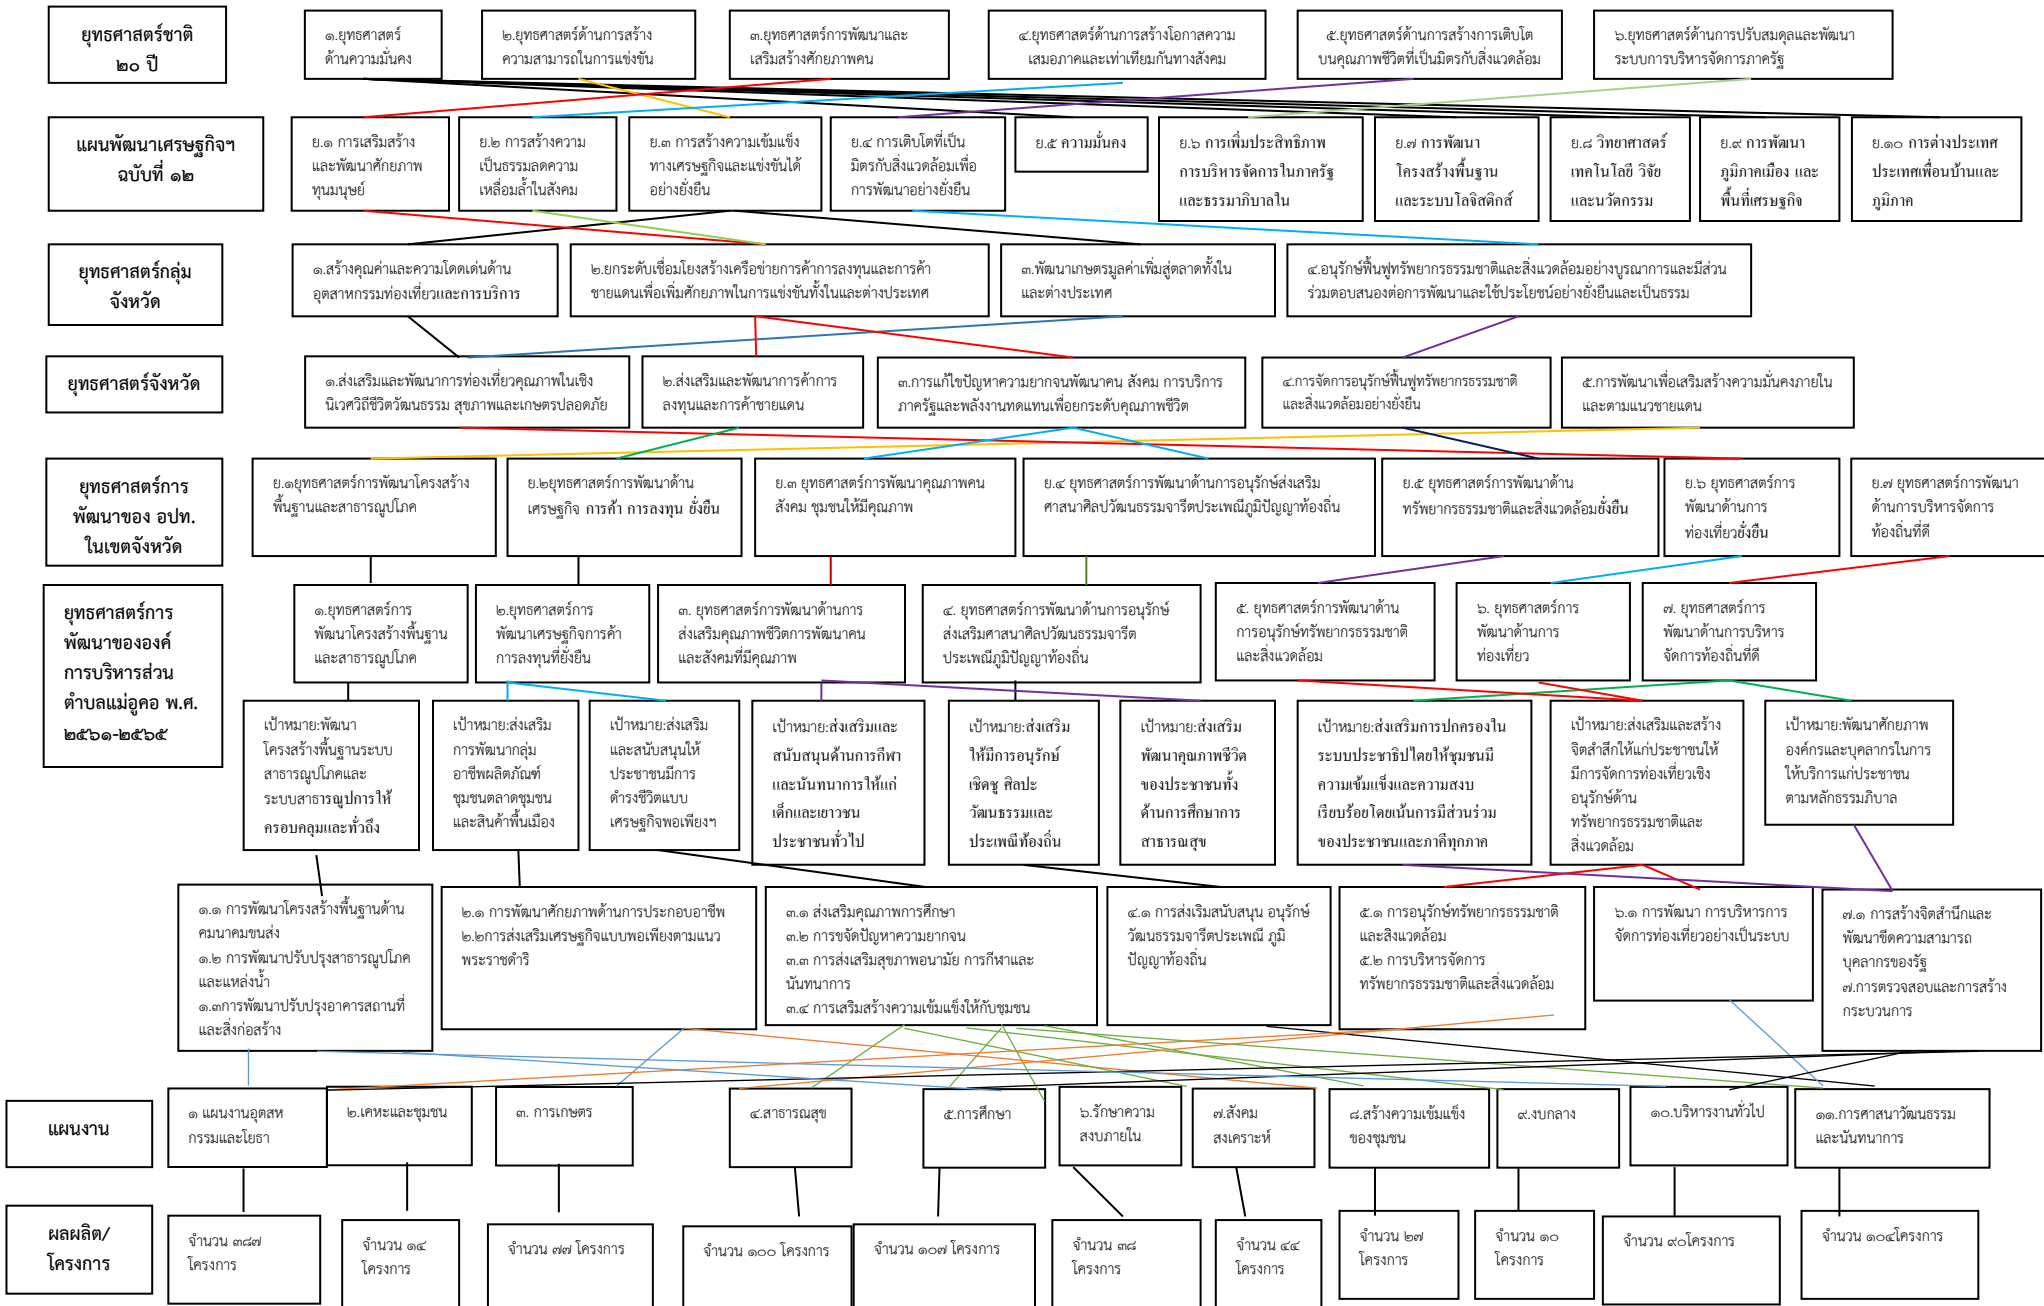 ยุทธศาสตร์ชาติ
๒๐ ปี
๑.ยุทธศาสตร์
ด้านความมั่นคง
๒.ยุทธศาสตร์ด้านการสร้าง
ความสามารถในการแข่งขัน
๓.ยุทธศาสตร์การพัฒนาและ
เสริมสร้างศักยภาพคน
๔.ยุทธศาสตร์ด้านการสร้างโอกาสความ
เสมอภาคและเท่าเทียมกันทางสังคม
๕.ยุทธศาสตร์ด้านการสร้างการเติบโต
บนคุณภาพชีวิตที่เป็นมิตรกับสิ่งแวดล้อม
๖.ยุทธศาสตร์ด้านการปรับสมดุลและพัฒนา
ระบบการบริหารจัดการภาครัฐ
แผนพัฒนาเศรษฐกิจฯ
ฉบับที่ ๑๒
ย.๑ การเสริมสร้าง
และพัฒนาศักยภาพ
ทุนมนุษย์
ย.๒ การสร้างความ
เป็นธรรมลดความ
เหลื่อมล้ำในสังคม
ย.๓ การสร้างความเข้มแข็ง
ทางเศรษฐกิจและแข่งขันได้
อย่างยั่งยืน
ย.๔ การเติบโตที่เป็น
มิตรกับสิ่งแวดล้อมเพื่อ
การพัฒนาอย่างยั่งยืน
ย.๕ ความมั่นคง
ย.๖ การเพิ่มประสิทธิภาพ
การบริหารจัดการในภาครัฐ
และธรรมาภิบาลใน
ย.๗ การพัฒนา
โครงสร้างพื้นฐาน
และระบบโลจิสติกส์
ย.๘ วิทยาศาสตร์
เทคโนโลยี วิจัย
และนวัตกรรม
ย.๙ การพัฒนา
ภูมิภาคเมือง และ
พื้นที่เศรษฐกิจ
ย.๑๐ การต่างประเทศ
ประเทศเพื่อนบ้านและ
ภูมิภาค
ยุทธศาสตร์กลุ่ม
จังหวัด
๑.สร้างคุณค่าและความโดดเด่นด้าน
อุตสาหกรรมท่องเที่ยวและการบริการ
๒.ยกระดับเชื่อมโยงสร้างเครือข่ายการค้าการลงทุนและการค้า
ชายแดนเพื่อเพิ่มศักยภาพในการแข่งขันทั้งในและต่างประเทศ
๓.พัฒนาเกษตรมูลค่าเพิ่มสู่ตลาดทั้งใน
และต่างประเทศ
๔.อนุรักษ์ฟื้นฟูทรัพยากรธรรมชาติและสิ่งแวดล้อมอย่างบูรณาการและมีส่วน
ร่วมตอบสนองต่อการพัฒนาและใช้ประโยชน์อย่างยั่งยืนและเป็นธรรม
ยุทธศาสตร์จังหวัด
๑.ส่งเสริมและพัฒนาการท่องเที่ยวคุณภาพในเชิง
นิเวศวิถีชีวิตวัฒนธรรม สุขภาพและเกษตรปลอดภัย
๒.ส่งเสริมและพัฒนาการค้าการ
ลงทุนและการค้าชายแดน
๓.การแก้ไขปัญหาความยากจนพัฒนาคน สังคม การบริการ
ภาครัฐและพลังงานทดแทนเพื่อยกระดับคุณภาพชีวิต
๔.การจัดการอนุรักษ์ฟื้นฟูทรัพยากรธรรมชาติ
และสิ่งแวดล้อมอย่างยั่งยืน
๕.การพัฒนาเพื่อเสริมสร้างความมั่นคงภายใน
และตามแนวชายแดน
ยุทธศาสตร์การ
พัฒนาของ อปท.
ในเขตจังหวัด
ย.๑ยุทธศาสตร์การพัฒนาโครงสร้าง
พื้นฐานและสาธารณูปโภค
ย.๒ยุทธศาสตร์การพัฒนาด้าน
เศรษฐกิจ การค้า การลงทุน ยั่งยืน
ย.๓ ยุทธศาสตร์การพัฒนาคุณภาพคน
สังคม ชุมชนให้มีคุณภาพ
ย.๔ ยุทธศาสตร์การพัฒนาด้านการอนุรักษ์ส่งเสริม
ศาสนาศิลปวัฒนธรรมจารีตประเพณีภูมิปัญญาท้องถิ่น
ย.๕ ยุทธศาสตร์การพัฒนาด้าน
ทรัพยากรธรรมชาติและสิ่งแวดล้อมยั่งยืน
ย.๖ ยุทธศาสตร์การ
พัฒนาด้านการ
ท่องเที่ยวยั่งยืน
ย.๗ ยุทธศาสตร์การพัฒนา
ด้านการบริหารจัดการ
ท้องถิ่นที่ดี
ยุทธศาสตร์การ
พัฒนาขององค์
การบริหารส่วน
ตำบลแม่อูคอ พ.ศ.
๒๕๖๑-๒๕๖๕
๑.ยุทธศาสตร์การ
พัฒนาโครงสร้างพื้นฐาน
และสาธารณูปโภค
๒.ยุทธศาสตร์การ
พัฒนาเศรษฐกิจการค้า
การลงทุนที่ยั่งยืน
๓. ยุทธศาสตร์การพัฒนาด้านการ
ส่งเสริมคุณภาพชีวิตการพัฒนาคน
และสังคมที่มีคุณภาพ
๔. ยุทธศาสตร์การพัฒนาด้านการอนุรักษ์
ส่งเสริมศาสนาศิลปวัฒนธรรมจารีต
ประเพณีภูมิปัญญาท้องถิ่น
๕. ยุทธศาสตร์การพัฒนาด้าน
การอนุรักษ์ทรัพยากรธรรมชาติ
และสิ่งแวดล้อม
๖. ยุทธศาสตร์การ
พัฒนาด้านการ
ท่องเที่ยว
๗. ยุทธศาสตร์การ
พัฒนาด้านการบริหาร
จัดการท้องถิ่นที่ดี
เป้าหมาย:พัฒนา
โครงสร้างพื้นฐานระบบ
สาธารณูปโภคและ
ระบบสาธารณูปการให้
ครอบคลุมและทั่วถึง
เป้าหมาย:ส่งเสริม
การพัฒนากลุ่ม
อาชีพผลิตภัณฑ์
ชุมชนตลาดชุมชน
และสินค้าพื้นเมือง
เป้าหมาย:ส่งเสริม
และสนับสนุนให้
ประชาชนมีการ
ดำรงชีวิตแบบ
เศรษฐกิจพอเพียงฯ
เป้าหมาย:ส่งเสริมและ
สนับสนุนด้านการกีฬา
และนันทนาการให้แก่
เด็กและเยาวชน
ประชาชนทั่วไป
เป้าหมาย:ส่งเสริม
ให้มีการอนุรักษ์
เชิดชู ศิลปะ
วัฒนธรรมและ
ประเพณีท้องถิ่น
เป้าหมาย:ส่งเสริม
พัฒนาคุณภาพชีวิต
ของประชาชนทั้ง
ด้านการศึกษาการ
สาธารณสุข
เป้าหมาย:ส่งเสริมการปกครองใน
ระบบประชาธิปไตยให้ชุมชนมี
ความเข้มแข็งและความสงบ
เรียบร้อยโดยเน้นการมีส่วนร่วม
ของประชาชนและภาคีทุกภาค
เป้าหมาย:ส่งเสริมและสร้าง
จิตสำสึกให้แก่ประชาชนให้
มีการจัดการท่องเที่ยวเชิง
อนุรักษ์ด้าน
ทรัพยากรธรรมชาติและ
สิ่งแวดล้อม
เป้าหมาย:พัฒนาศักยภาพ
องค์กรและบุคลากรในการ
ให้บริการแก่ประชาชน
ตามหลักธรรมภิบาล
๑.๑ การพัฒนาโครงสร้างพื้นฐานด้าน
คมนาคมขนส่ง
๑.๒ การพัฒนาปรับปรุงสาธารณูปโภค
และแหล่งน้ำ
๑.๓การพัฒนาปรับปรุงอาคารสถานที่
และสิ่งก่อสร้าง
๒.๑ การพัฒนาศักยภาพด้านการประกอบอาชีพ
๒.๒การส่งเสริมเศรษฐกิจแบบพอเพียงตามแนว
พระราชดำริ
๓.๑ ส่งเสริมคุณภาพการศึกษา
๓.๒ การขจัดปัญหาความยากจน
๓.๓ การส่งเสริมสุขภาพอนามัย การกีฬาและ
นันทนาการ
๓.๔ การเสริมสร้างความเข้มแข็งให้กับชุมชน
๔.๑ การส่งเริมสนับสนุน อนุรักษ์
วัฒนธรรมจารีตประเพณี ภูมิ
ปัญญาท้องถิ่น
๕.๑ การอนุรักษ์ทรัพยากรธรรมชาติ
และสิงแวดล้อม
๕.๒ การบริหารจัดการ
ทรัพยากรธรรมชาติและสิ่งแวดล้อม
๖.๑ การพัฒนา การบริหารการ
จัดการท่องเที่ยวอย่างเป็นระบบ
๗.๑ การสร้างจิตสำนึกและ
พัฒนาขีดความสามารถ
บุคลากรของรัฐ
๗.การตรวจสอบและการสร้าง
กระบวนการ
แผนงาน
๑ แผนงานอุตสห
กรรมและโยธา
๒.เคหะและชุมชน
๓. การเกษตร
๔.สาธารณสุข
๕.การศึกษา
๖.รักษาความ
สงบภายใน
๗.สังคม
สงเคราะห์
๘.สร้างความเข้มแข็ง
ของชุมชน
๙.งบกลาง
๑๐.บริหารงานทั่วไป
๑๑.การศาสนาวัฒนธรรม
และนันทนาการ
ผลผลิต/
โครงการ
จำนวน ๓๘๗
โครงการ
จำนวน ๑๔
โครงการ
จำนวน ๗๗ โครงการ
จำนวน ๑๐๐ โครงการ
จำนวน ๑๐๗ โครงการ
จำนวน ๓๘
โครงการ
จำนวน ๔๔
โครงการ
จำนวน ๒๗
โครงการ
จำนวน ๑๐
โครงการ
จำนวน ๙๐โครงการ
จำนวน ๑๐๔โครงการ